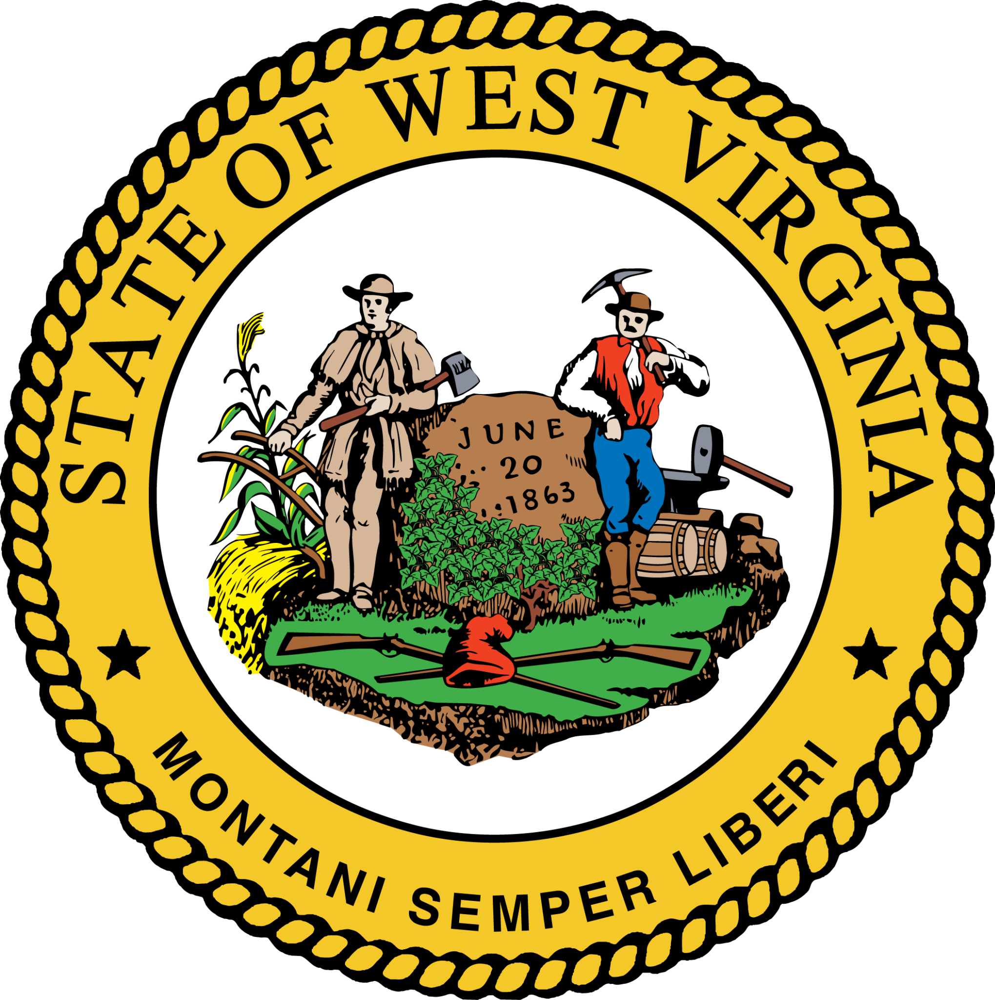 STATE OF WEST VIRGINIA
JUNE
20
1863
MONTANI SEMPER LIBERI